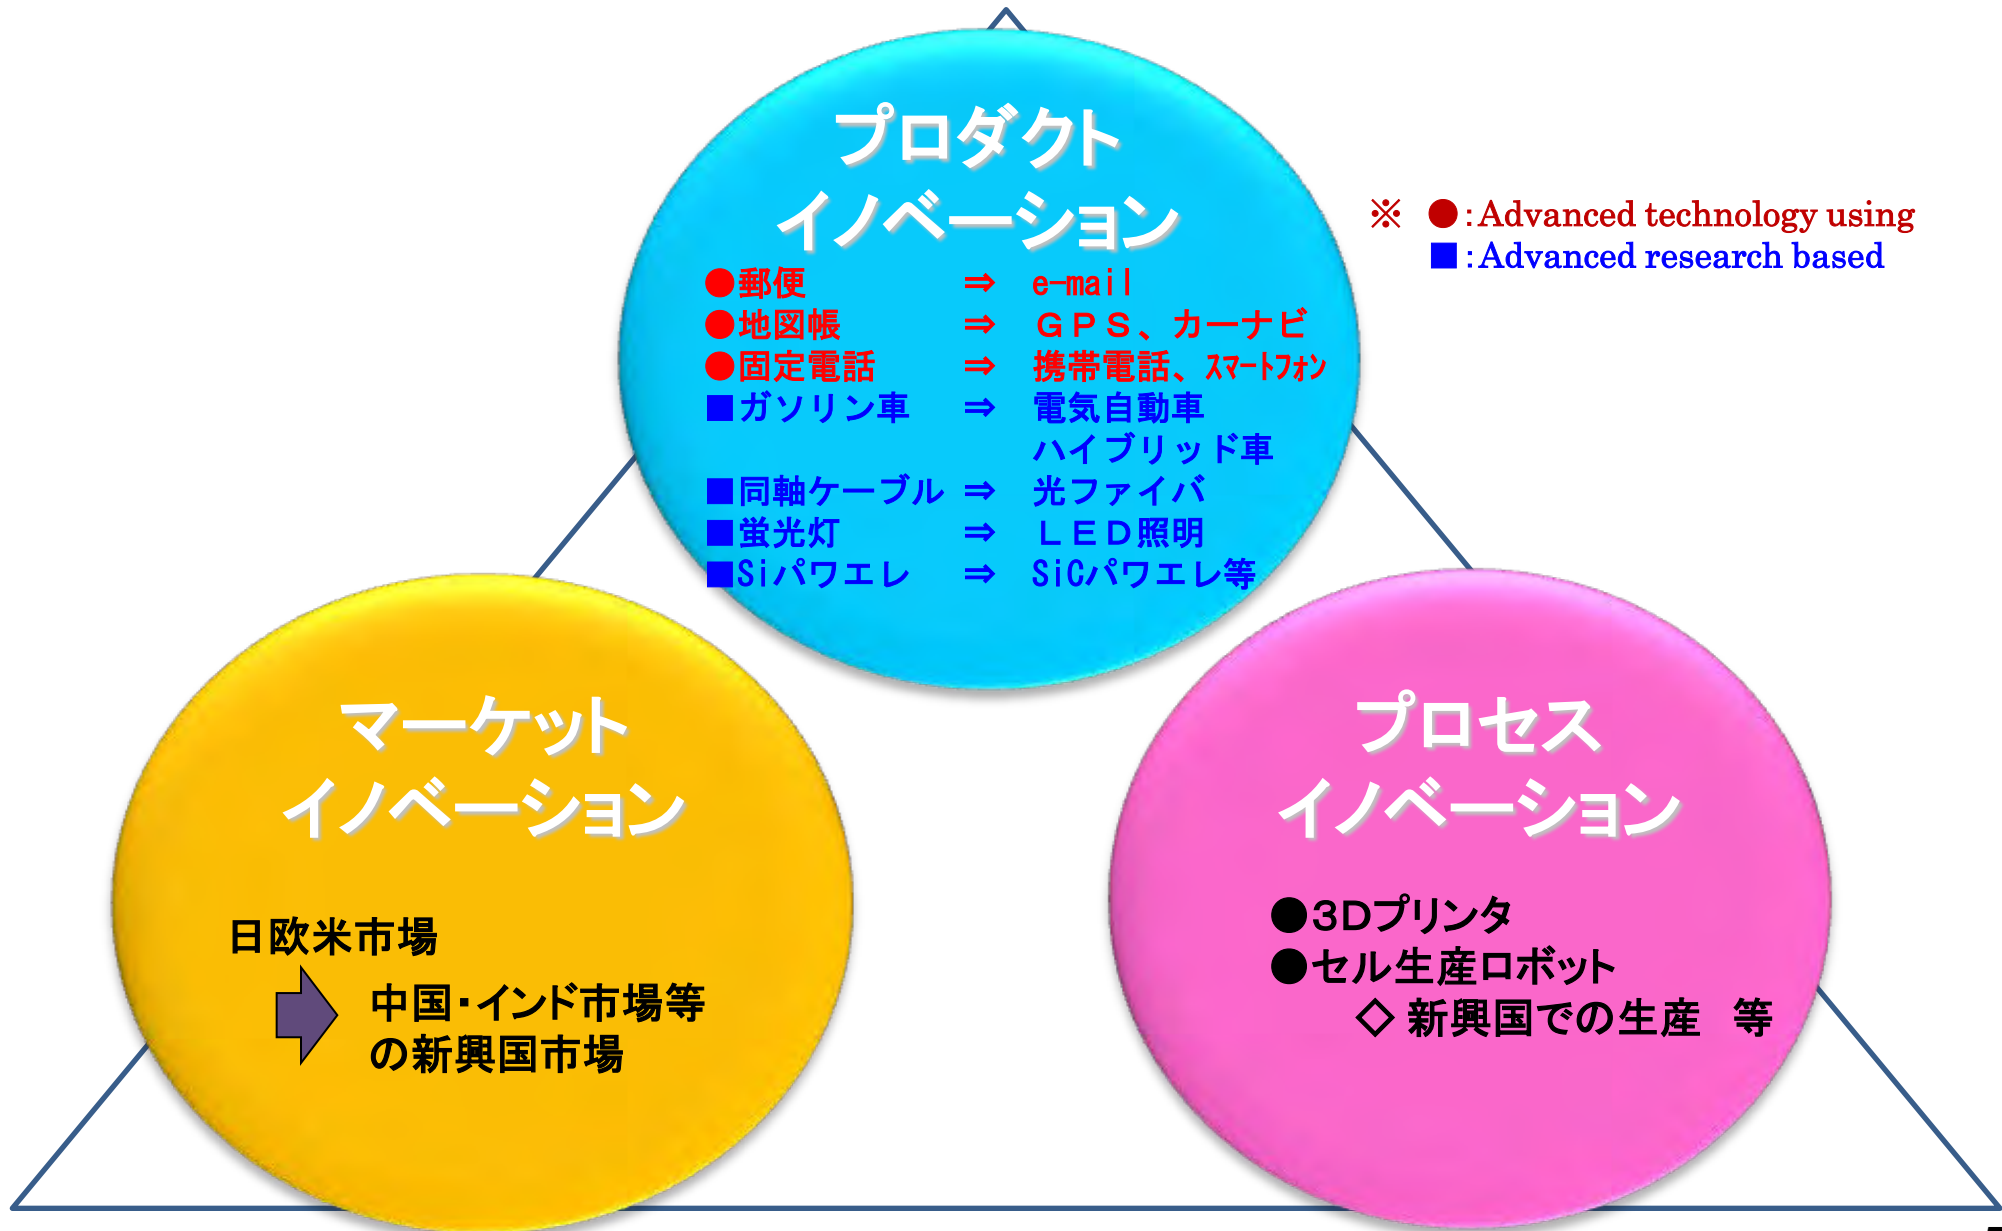 プロダクト
イノベーション
※ ●:Advanced technology using
■:Advanced research based
●郵便 ⇒ e-mail
●地図帳 ⇒ ＧＰＳ、カーナビ
●固定電話 ⇒ 携帯電話、ｽﾏｰﾄﾌｫﾝ
■ガソリン車 ⇒ 電気自動車
ハイブリッド車
■同軸ケーブル ⇒ 光ファイバ
■蛍光灯 ⇒ ＬＥＤ照明
■Siパワエレ ⇒ SiCパワエレ等
マーケット
イノベーション
日欧米市場
中国・インド市場等
の新興国市場
プロセス
イノベーション
●３Ｄプリンタ
●セル生産ロボット
◇ 新興国での生産　等